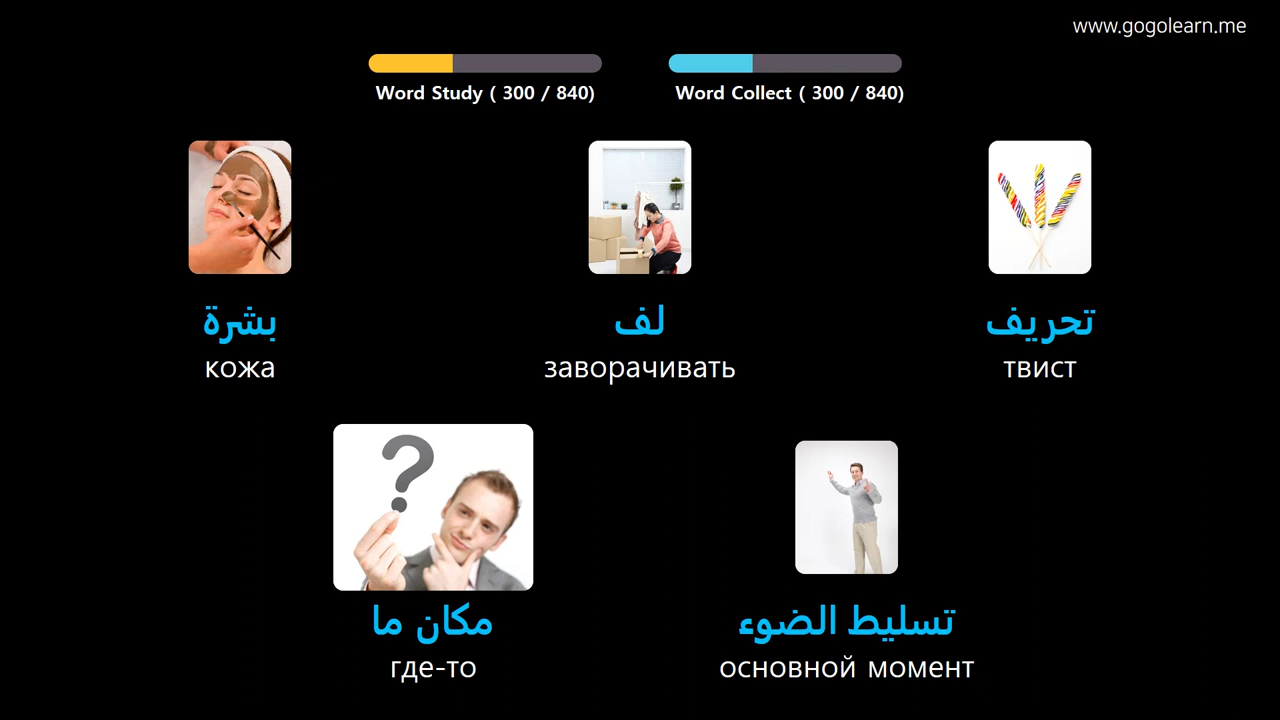 www.gogolearn.me
Word Study ( 300 / 840)
Word Collect ( 300 / 840)
بشرة
кожа
لف
заворачивать
تحريف
твист
مكان ما
где-то
تسليط الضوء
основной момент